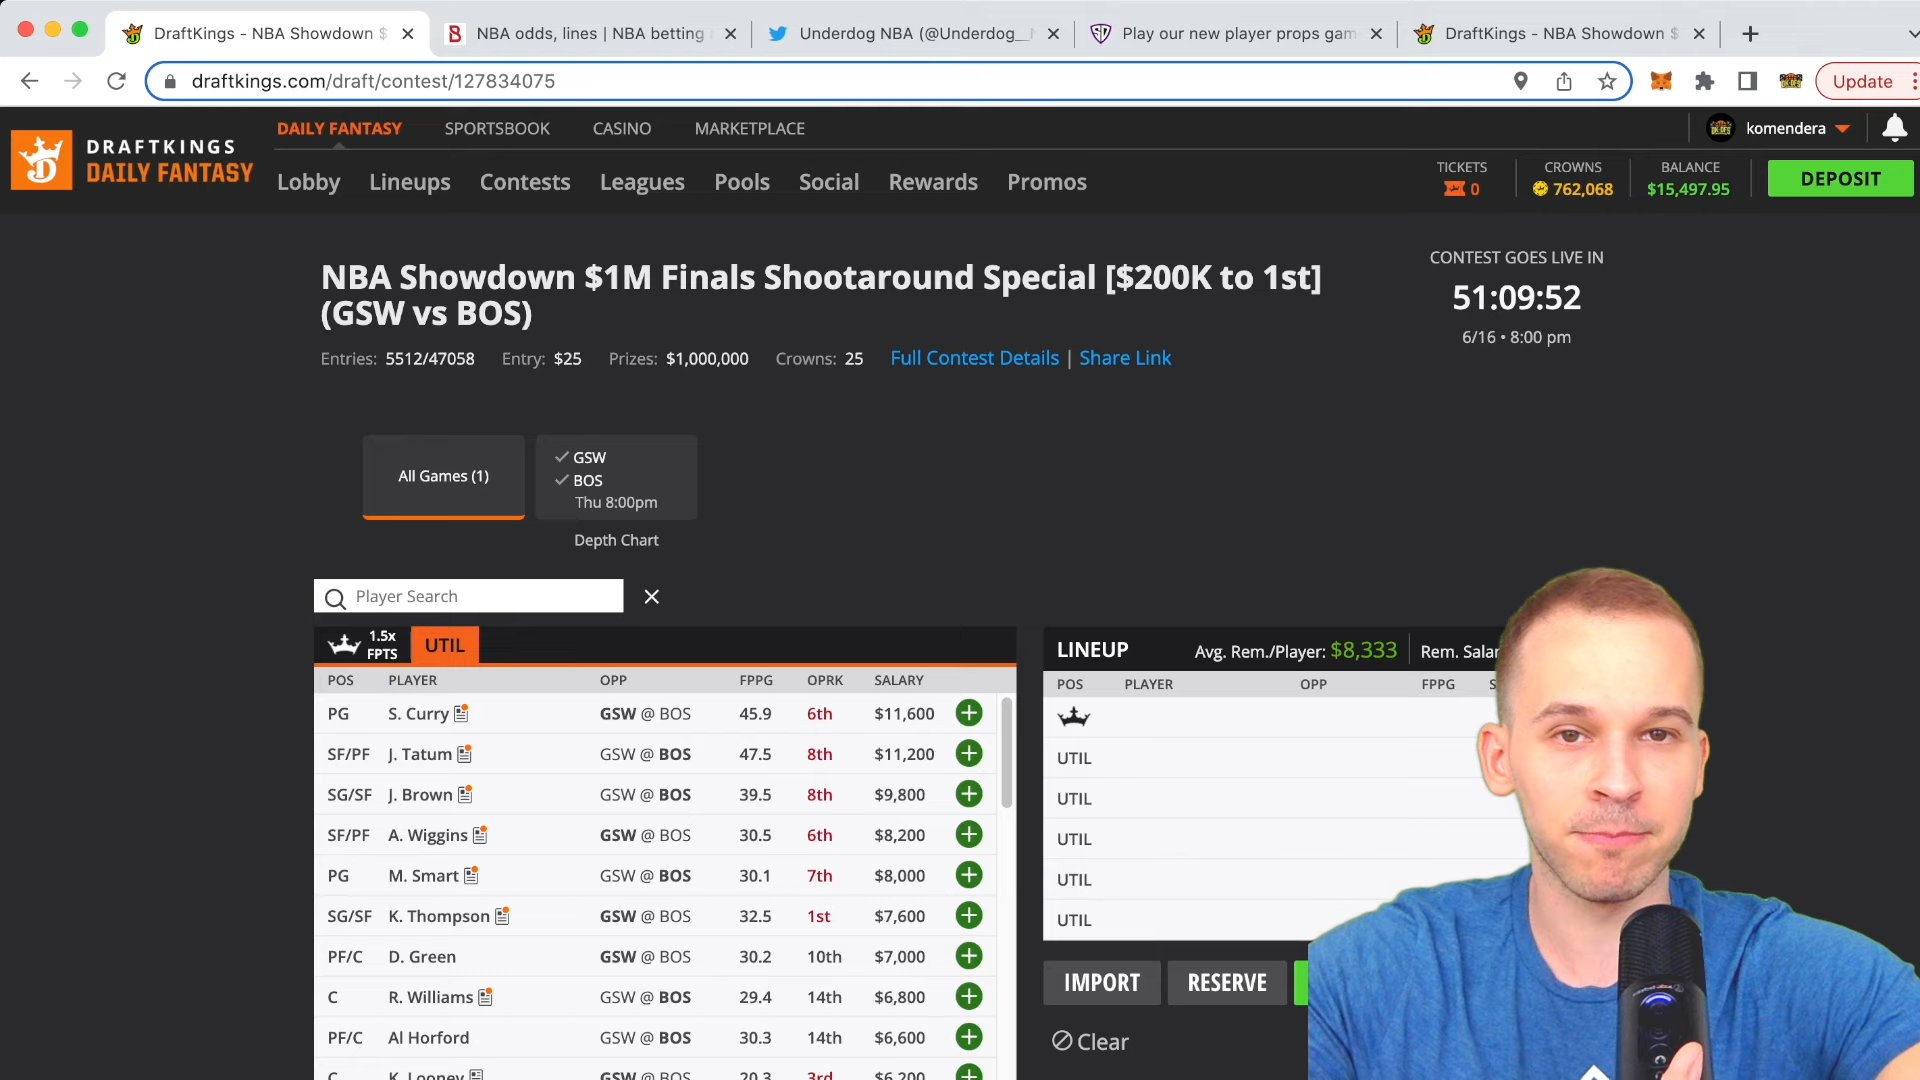 DraftKings - NBA Showdown $
NBA odds, lines | NBA betting
Underdog NBA (@Underdog__
Play our new player props gam
DraftKings - NBA Showdown $
draftkings.com/draft/contest/127834075
Update
DRAFTKINGS
DAILY FANTASY
DAILY FANTASY SPORTSBOOK CASINO MARKETPLACE
komendera
Lobby Lineups Contests Leagues Pools Social Rewards Promos
TICKETS
0
CROWNS
762,068
BALANCE
$15,497.95
DEPOSIT
NBA Showdown $1M Finals Shootaround Special [$200K to 1st]
(GSW vs BOS)
Entries: 5512/47058 Entry: $25 Prizes: $1,000,000 Crowns: 25 Full Contest Details | Share Link
CONTEST GOES LIVE IN
51:09:52
6/16 • 8:00 pm
All Games (1)
GSW
BOS
Thu 8:00pm
Depth Chart
Player Search
1.5x
FPTS
UTIL
POS PLAYER OPP FPPG OPRK SALARY
PG S. Curry GSW @ BOS 45.9 6th $11,600
SF/PF J. Tatum GSW @ BOS 47.5 8th $11,200
SG/SF J. Brown GSW @ BOS 39.5 8th $9,800
SF/PF A. Wiggins GSW @ BOS 30.5 6th $8,200
PG M. Smart GSW @ BOS 30.1 7th $8,000
SG/SF K. Thompson GSW @ BOS 32.5 1st $7,600
PF/C D. Green GSW @ BOS 30.2 10th $7,000
C R. Williams GSW @ BOS 29.4 14th $6,800
PF/C Al Horford GSW @ BOS 30.3 14th $6,600
C K. Looney GSW @ BOS 20.3 3rd $6,200
LINEUP Avg. Rem./Player: $8,333 Rem. Salar
POS PLAYER OPP FPPG S
UTIL
UTIL
UTIL
UTIL
UTIL
IMPORT RESERVE
Clear